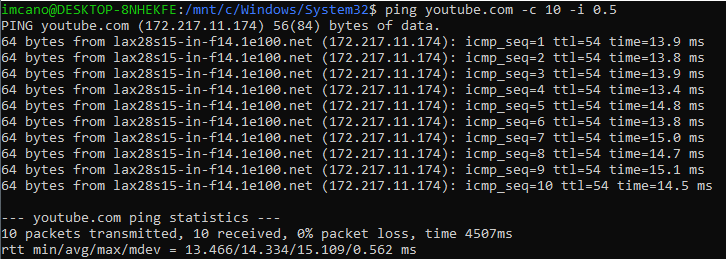 imcano@DESKTOP-8NHEKFE:/mnt/c/Windows/System32$ ping youtube.com -c 10 -i 0.5
PING youtube.com (172.217.11.174) 56(84) bytes of data.
64 bytes from lax28s15-in-f14.1e100.net (172.217.11.174): icmp_seq=1 ttl=54 time=13.9 ms
64 bytes from lax28s15-in-f14.1e100.net (172.217.11.174): icmp_seq=2 ttl=54 time=13.8 ms
64 bytes from lax28s15-in-f14.1e100.net (172.217.11.174): icmp_seq=3 ttl=54 time=13.9 ms
64 bytes from lax28s15-in-f14.1e100.net (172.217.11.174): icmp_seq=4 ttl=54 time=13.4 ms
64 bytes from lax28s15-in-f14.1e100.net (172.217.11.174): icmp_seq=5 ttl=54 time=14.8 ms
64 bytes from lax28s15-in-f14.1e100.net (172.217.11.174): icmp_seq=6 ttl=54 time=13.8 ms
64 bytes from lax28s15-in-f14.1e100.net (172.217.11.174): icmp_seq=7 ttl=54 time=15.0 ms
64 bytes from lax28s15-in-f14.1e100.net (172.217.11.174): icmp_seq=8 ttl=54 time=14.7 ms
64 bytes from lax28s15-in-f14.1e100.net (172.217.11.174): icmp_seq=9 ttl=54 time=15.1 ms
64 bytes from lax28s15-in-f14.1e100.net (172.217.11.174): icmp_seq=10 ttl=54 time=14.5 ms
--- youtube.com ping statistics ---
10 packets transmitted, 10 received, 0% packet loss, time 4507ms
rtt min/avg/max/mdev = 13.466/14.334/15.109/0.562 ms